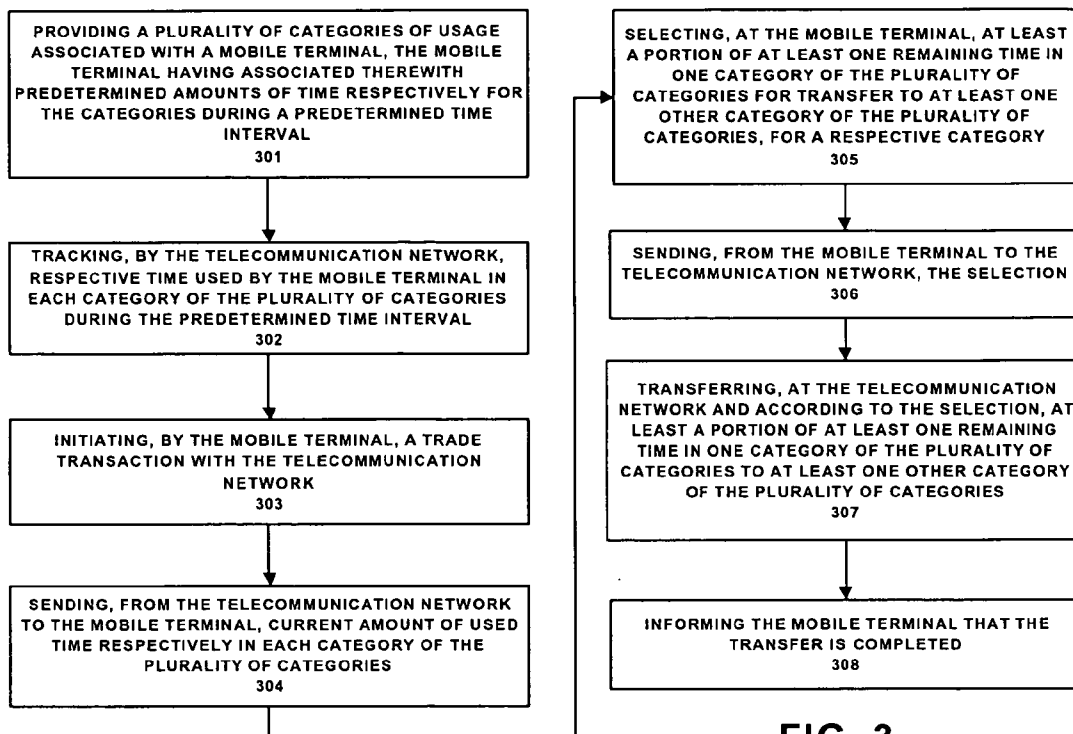 PROVIDING A PLURALITY OF CATEGORIES OF
USAGE ASSOCIATED WITH A MOBILE
TERMINAL, THE MOBILE
TERMINAL HAVING ASSOCIATED THEREWITH
PREDETERMINED AMOUNTS OF TIME RESPECTIVELY FOR
THE CATEGORIES DURING A PREDETERMINED TIME
INTERVAL
301
TRACKING, BY THE TELECOMMUNICATION NETWORK,
RESPECTIVE TIME USED BY THE MOBILE TERMINAL IN
EACH CATEGORY OF THE PLURALITY OF CATEGORIES
DURING THE PREDETERMINED TIME INTERVAL
302
INITIATING, BY THE MOBILE TERMINAL, A TRADE
TRANSACTION WITH THE TELECOMMUNICATION
NETWORK
303
SENDING, FROM THE TELECOMMUNICATION NETWORK
TO THE MOBILE TERMINAL, CURRENT AMOUNT OF USED
TIME RESPECTIVELY IN EACH CATEGORY OF THE
PLURALITY OF CATEGORIES
304
SELECTING, AT THE MOBILE TERMINAL, AT LEAST
A PORTION OF AT LEAST ONE REMAINING TIME IN
ONE CATEGORY OF THE PLURALITY OF
CATEGORIES FOR TRANSFER TO AT LEAST ONE
OTHER CATEGORY OF THE PLURALITY OF
CATEGORIES, FOR A RESPECTIVE CATEGORY
305
SENDING, FROM THE MOBILE TERMINAL TO THE
TELECOMMUNICATION NETWORK, THE SELECTION
306
TRANSFERRING, AT THE TELECOMMUNICATION
NETWORK AND ACCORDING TO THE SELECTION, AT
LEAST A PORTION OF AT LEAST ONE REMAINING
TIME IN ONE CATEGORY OF THE PLURALITY OF
CATEGORIES TO AT LEAST ONE OTHER CATEGORY
OF THE PLURALITY OF CATEGORIES
307
INFORMING THE MOBILE TERMINAL THAT THE
TRANSFER IS COMPLETED
308
FIG. 3